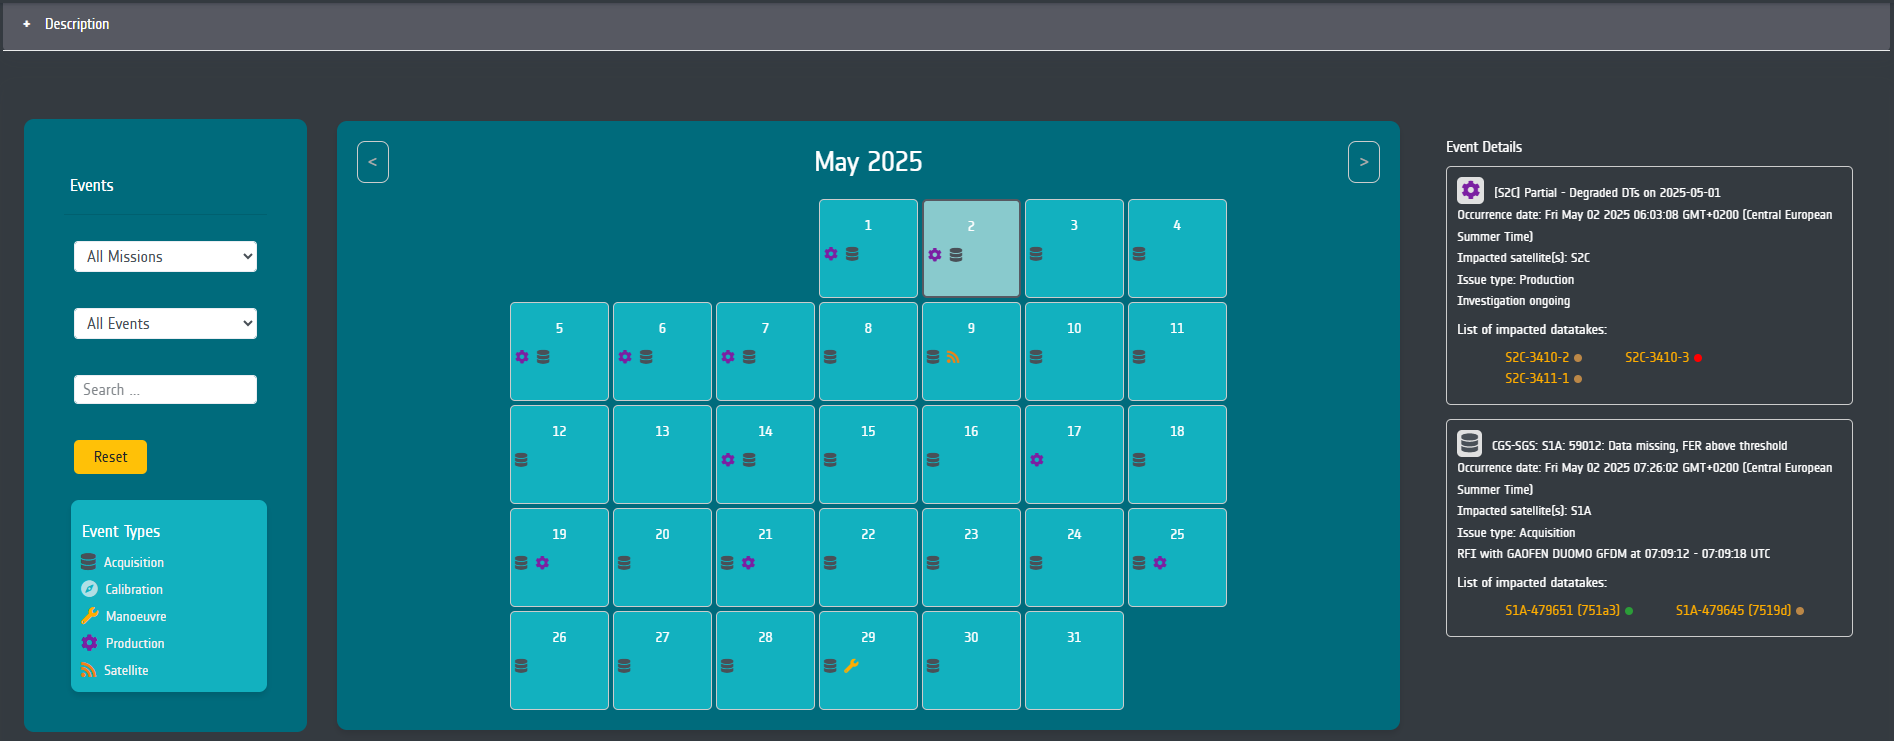 + Description
Events
All Missions
All Events
Search ...
Reset
Event Types
Acquisition
Calibration
Manoeuvre
Production
Satellite
<
May 2025
>
1 2 3 4
5 6 7 8 9 10 11
12 13 14 15 16 17 18
19 20 21 22 23 24 25
26 27 28 29 30 31
Event Details
[S2C] Partial - Degraded DTs on 2025-05-01
Occurrence date: Fri May 02 2025 06:03:08 GMT+0200 (Central European
Summer Time)
Impacted satellite(s): S2C
Issue type: Production
Investigation ongoing
List of impacted datatakes:
S2C-3410-2 S2C-3410-3
S2C-3411-1
CGS-SGS: S1A: 59012: Data missing, FER above threshold
Occurrence date: Fri May 02 2025 07:26:02 GMT+0200 (Central European
Summer Time)
Impacted satellite(s): S1A
Issue type: Acquisition
RFI with GAOFEN DUOMO GFDM at 07:09:12 - 07:09:18 UTC
List of impacted datatakes:
S1A-479651 (751a3) S1A-479645 (7519d)